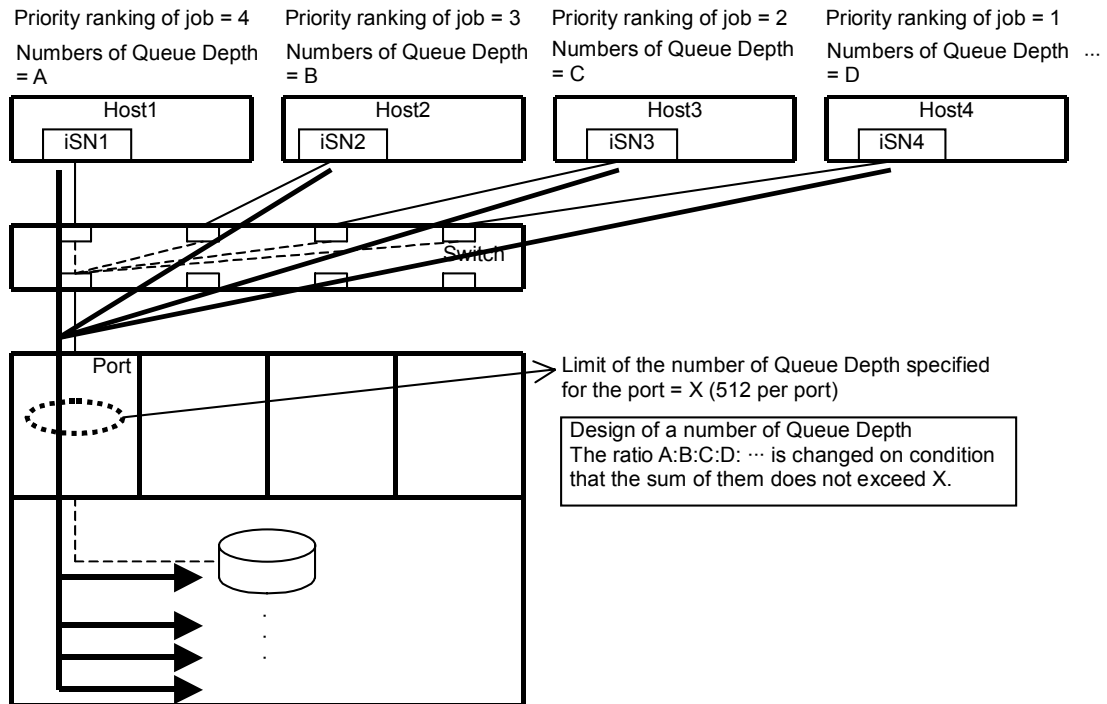 Priority ranking of job = 4
Priority ranking of job = 3
Priority ranking of job = 2
Priority ranking of job = 1
Numbers of Queue Depth
= A
Numbers of Queue Depth
= B
Numbers of Queue Depth
= C
Numbers of Queue Depth ...
= D
Host1
iSN1
Host2
iSN2
Host3
iSN3
Host4
iSN4
Switch
Port
Limit of the number of Queue Depth specified
for the port = X (512 per port)
Design of a number of Queue Depth
The ratio A:B:C:D: ··· is changed on condition
that the sum of them does not exceed X.